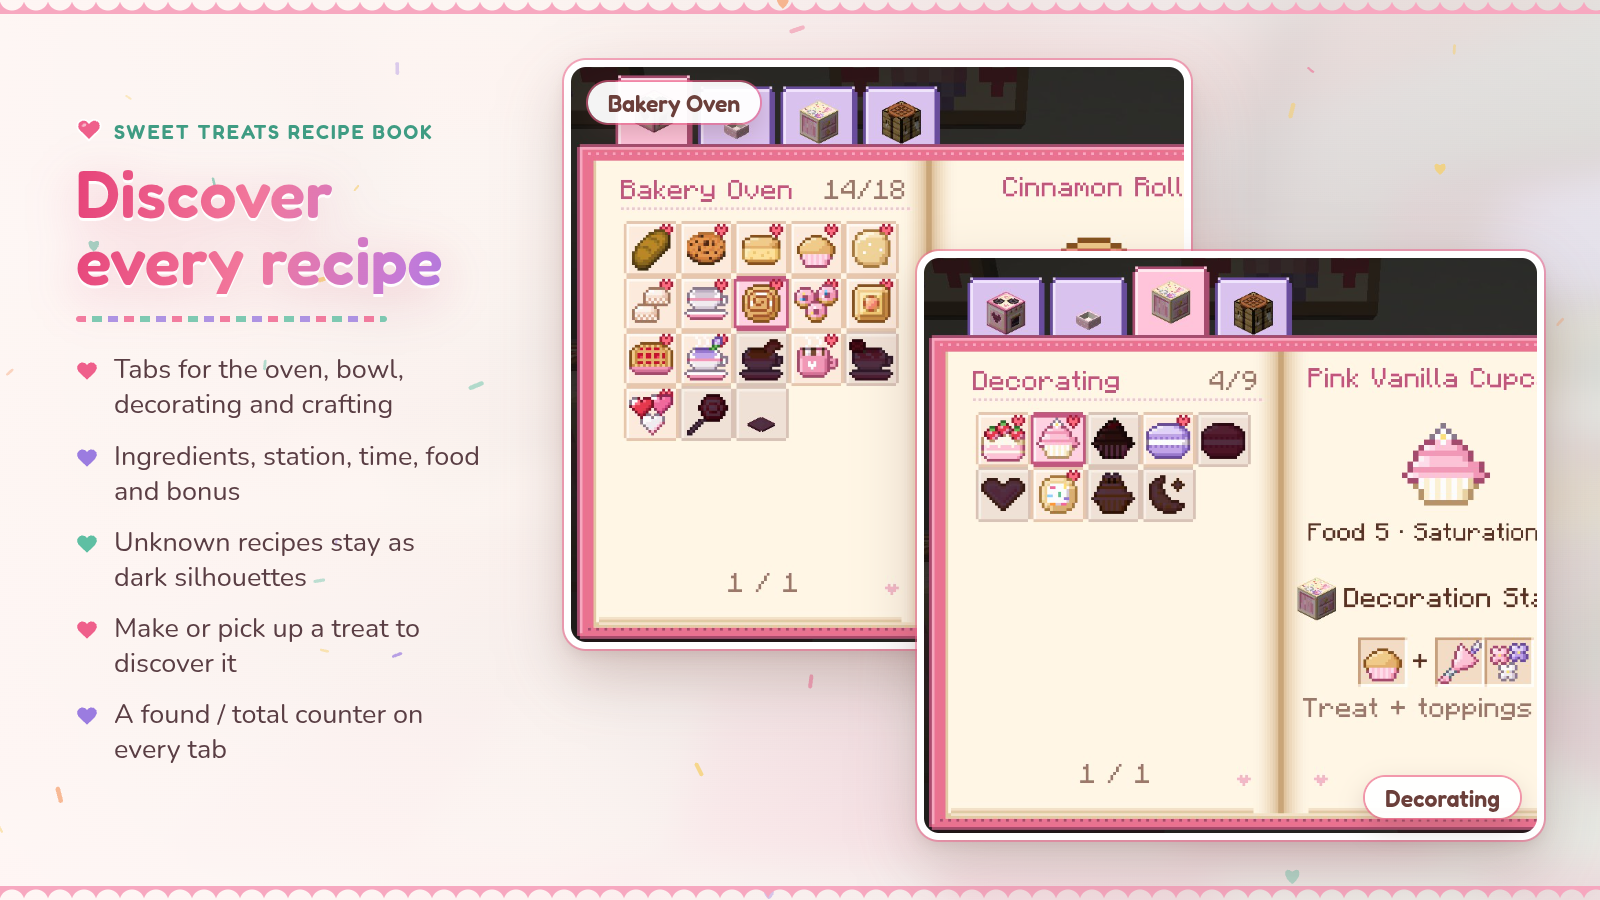 SWEET TREATS RECIPE BOOK
Discover
every recipe
Tabs for the oven, bowl,
decorating and crafting
Ingredients, station, time, food
and bonus
Unknown recipes stay as
dark silhouettes
Make or pick up a treat to
discover it
A found / total counter on
every tab
Bakery Oven
Bakery Oven 14/18
Cinnamon Roll
1 / 1
Decorating 4/9
1 / 1
Pink Vanilla Cupc
Food 5 · Saturation
Decoration Sta
+
Treat + toppings
Decorating